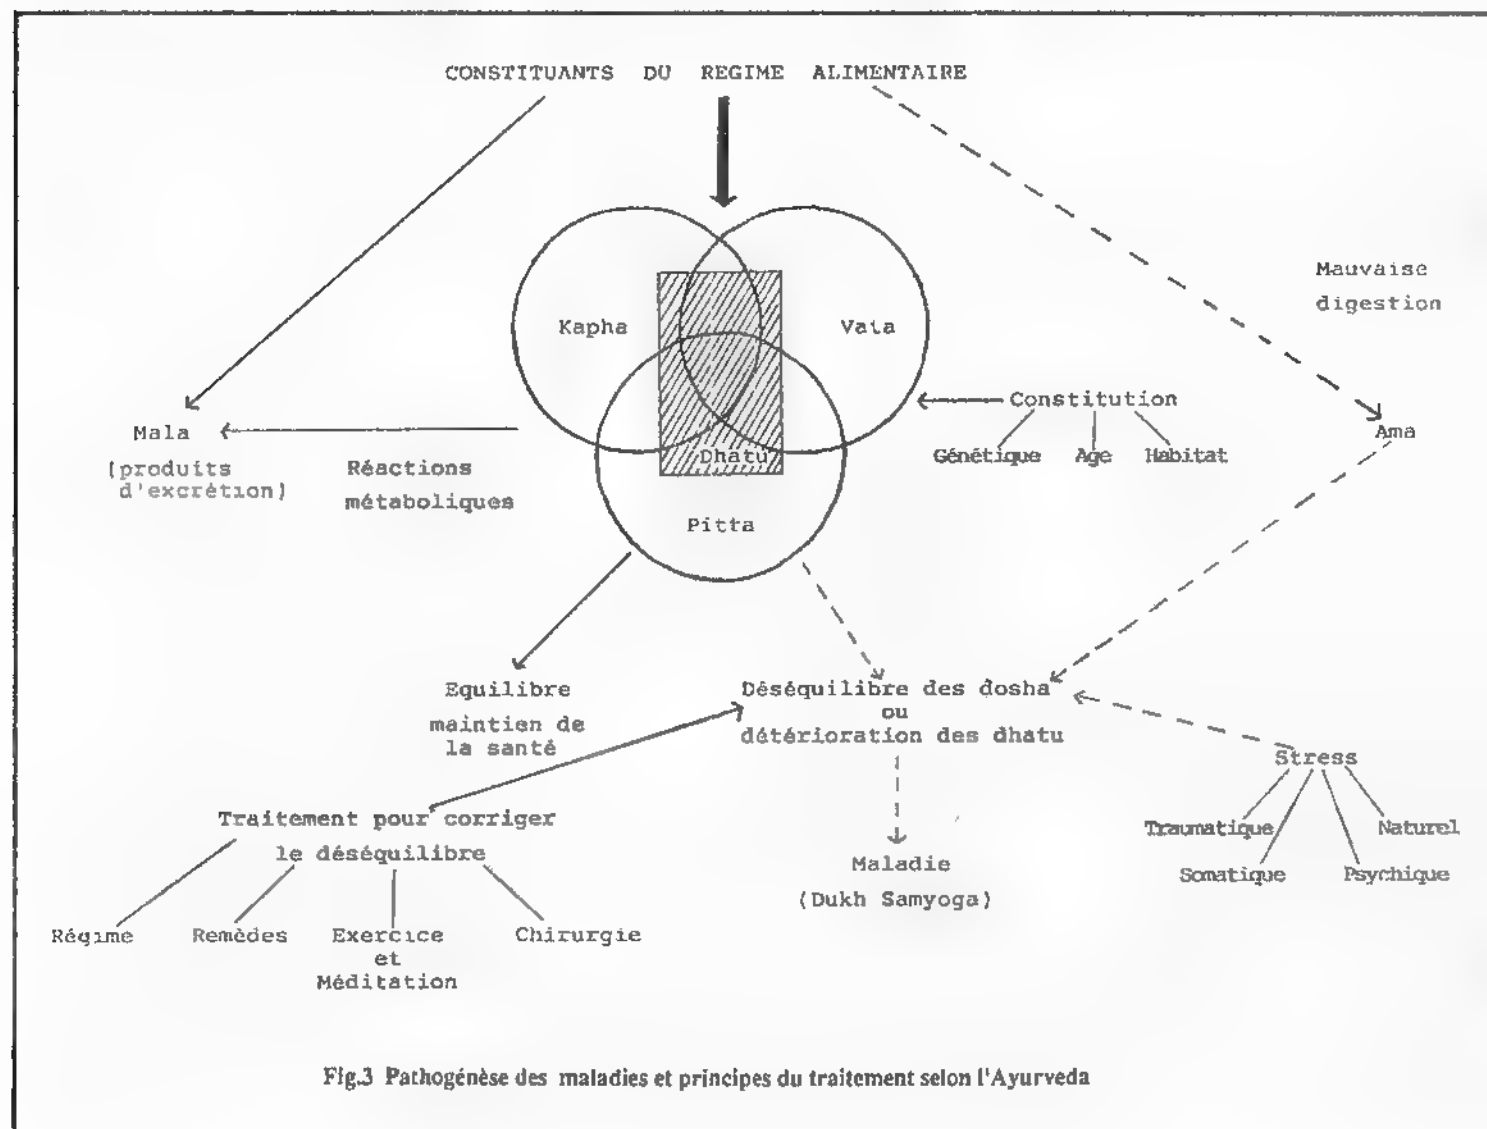 CONSTITUANTS DU REGIME ALIMENTAIRE
Mauvaise
digestion
Kapha
Vata
Constitution
Génétique Age Habitat
Ama
Mala
(produits
d'excrétion)
Réactions
métaboliques
Dhatu
Pitta
Equilibre
maintien de
la santé
Déséquilibre des dosha
ou
détérioration des dhatu
Stress
Traumatique Naturel
Somatique Psychique
Traitement pour corriger
le déséquilibre
Maladie
(Dukh Samyoga)
Régime Remèdes Exercice Chirurgie
et
Méditation
Fig.3 Pathogénèse des maladies et principes du traitement selon l'Ayurveda